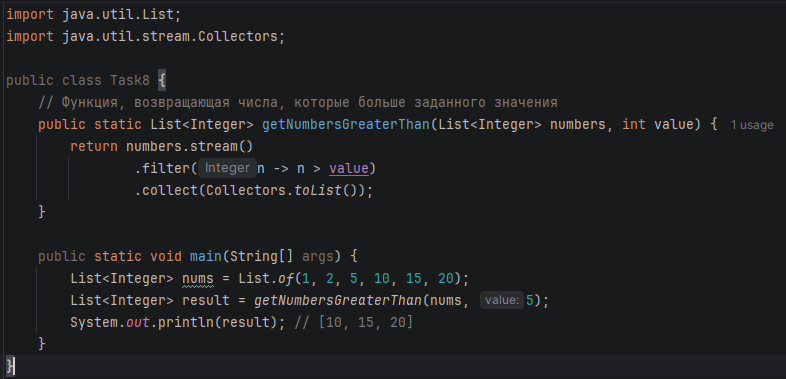 import java.util.List;
import java.util.stream.Collectors;
public class Task8 {
// Функция, возвращающая числа, которые больше заданного значения
public static List<Integer> getNumbersGreaterThan(List<Integer> numbers, int value) { 1 usage
return numbers.stream()
.filter( Integer n -> n > value)
.collect(Collectors.toList());
}
public static void main(String[] args) {
List<Integer> nums = List.of(1, 2, 5, 10, 15, 20);
List<Integer> result = getNumbersGreaterThan(nums, value: 5);
System.out.println(result); // [10, 15, 20]
}
}